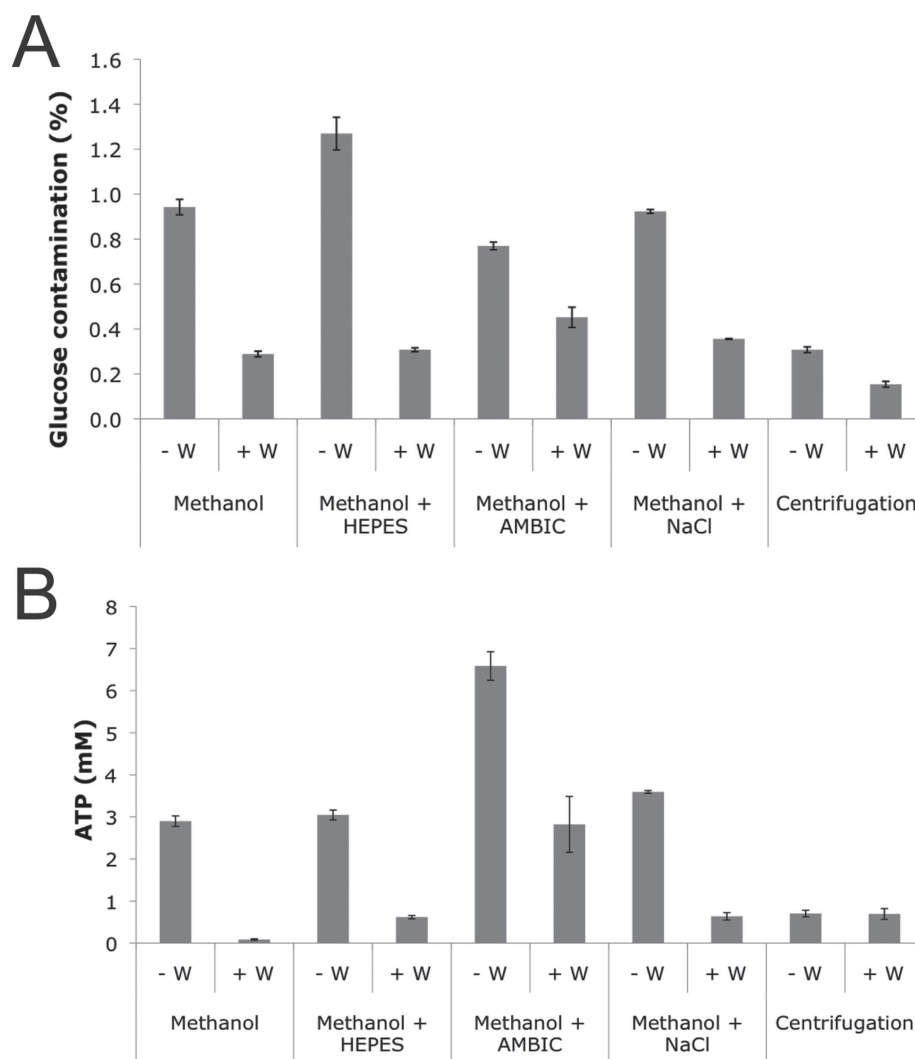 A
Glucose contamination (%)
1.6
1.4
1.2
1.0
0.8
0.6
0.4
0.2
0.0
- W + W - W + W - W + W - W + W - W + W
Methanol Methanol + Methanol + Methanol + Centrifugation
HEPES AMBIC NaCl
B
ATP (mM)
8
7
6
5
4
3
2
1
0
- W + W - W + W - W + W - W + W - W + W
Methanol Methanol + Methanol + Methanol + Centrifugation
HEPES AMBIC NaCl